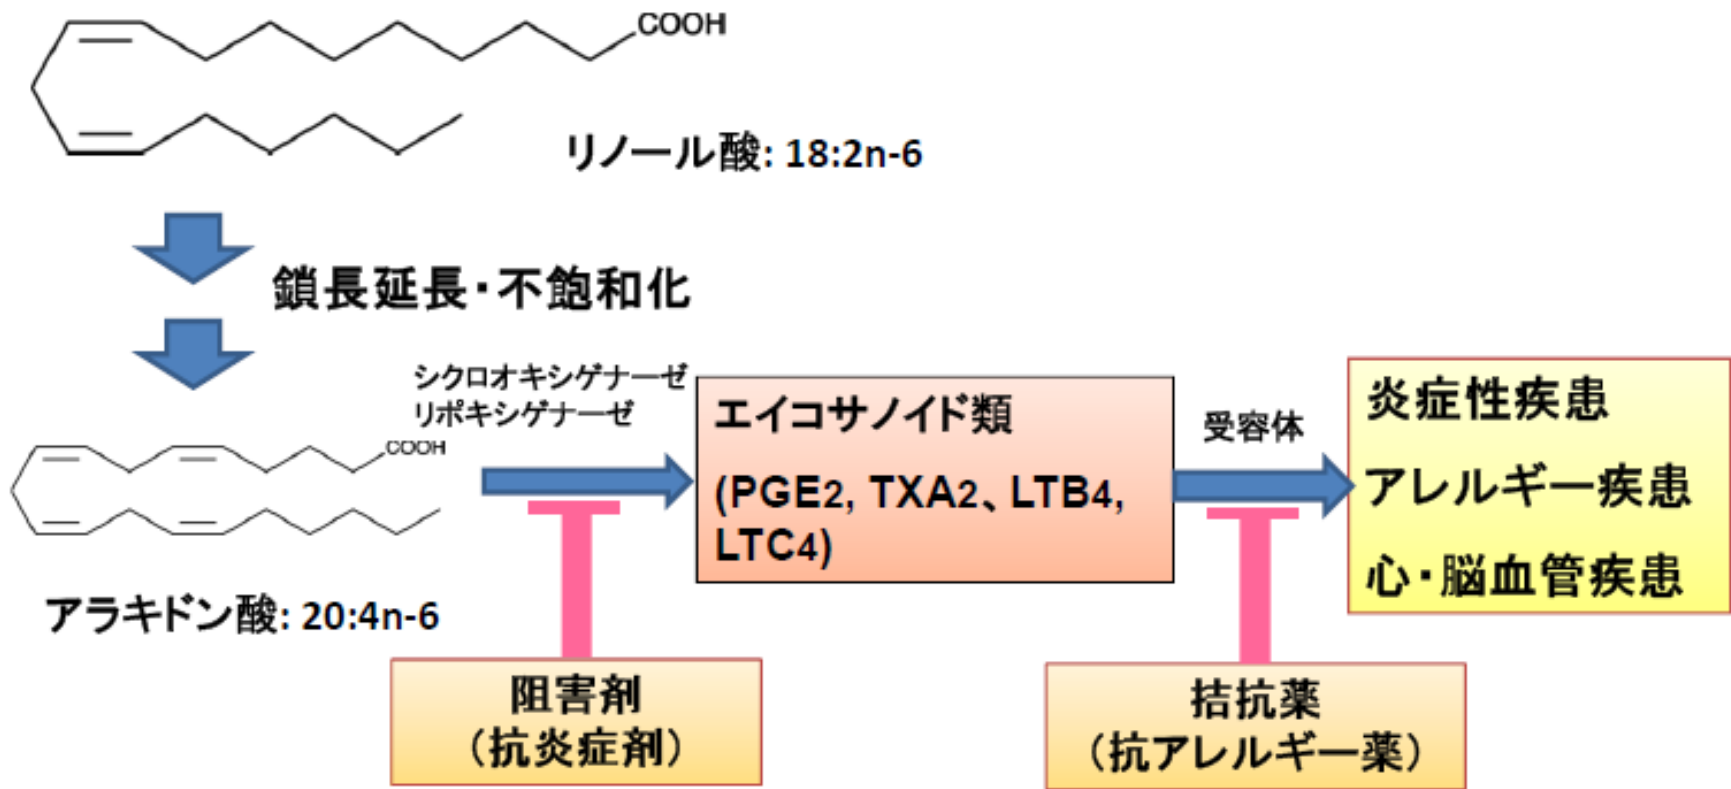 COOH
リノール酸: 18:2n-6
鎖長延長・不飽和化
シクロオキシゲナーゼ
リポキシゲナーゼ
COOH
アラキドン酸: 20:4n-6
エイコサノイド類
(PGE2, TXA2、LTB4,
LTC4)
受容体
炎症性疾患
アレルギー疾患
心・脳血管疾患
阻害剤
（抗炎症剤）
拮抗薬
（抗アレルギー薬）